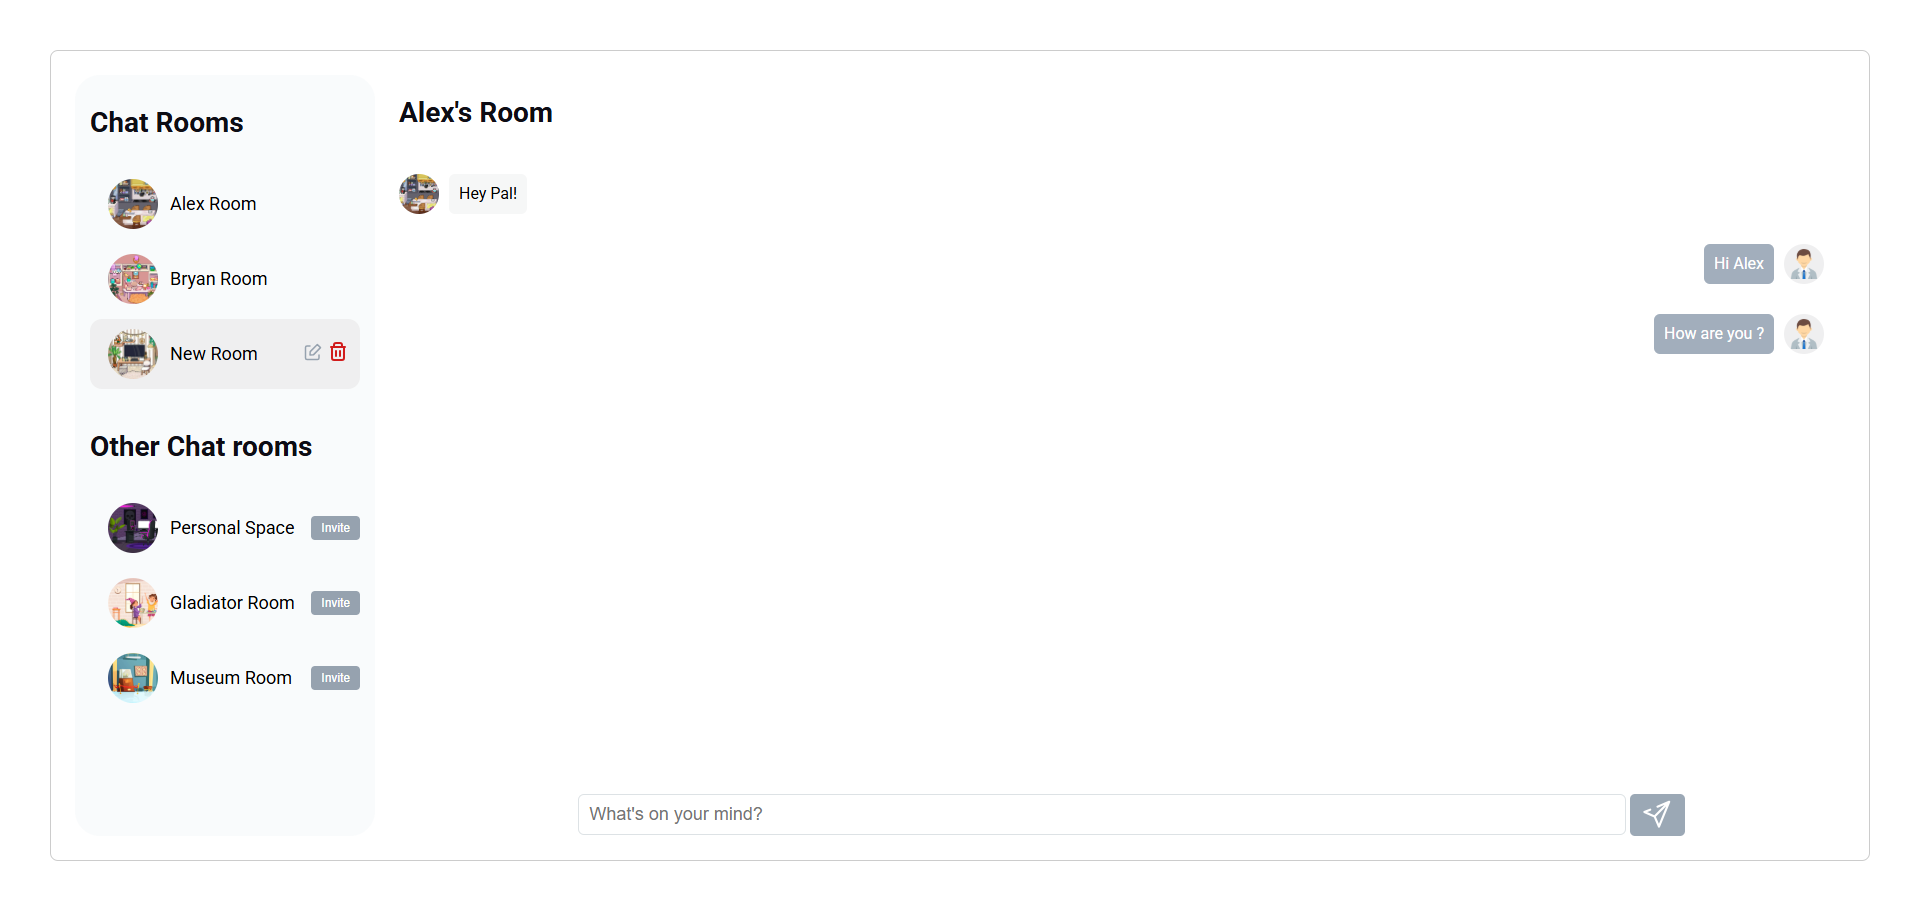 Chat Rooms
Alex Room
Bryan Room
New Room
Other Chat rooms
Personal Space
Invite
Gladiator Room
Invite
Museum Room
Invite
Alex's Room
Hey Pal!
Hi Alex
How are you ?
What's on your mind?